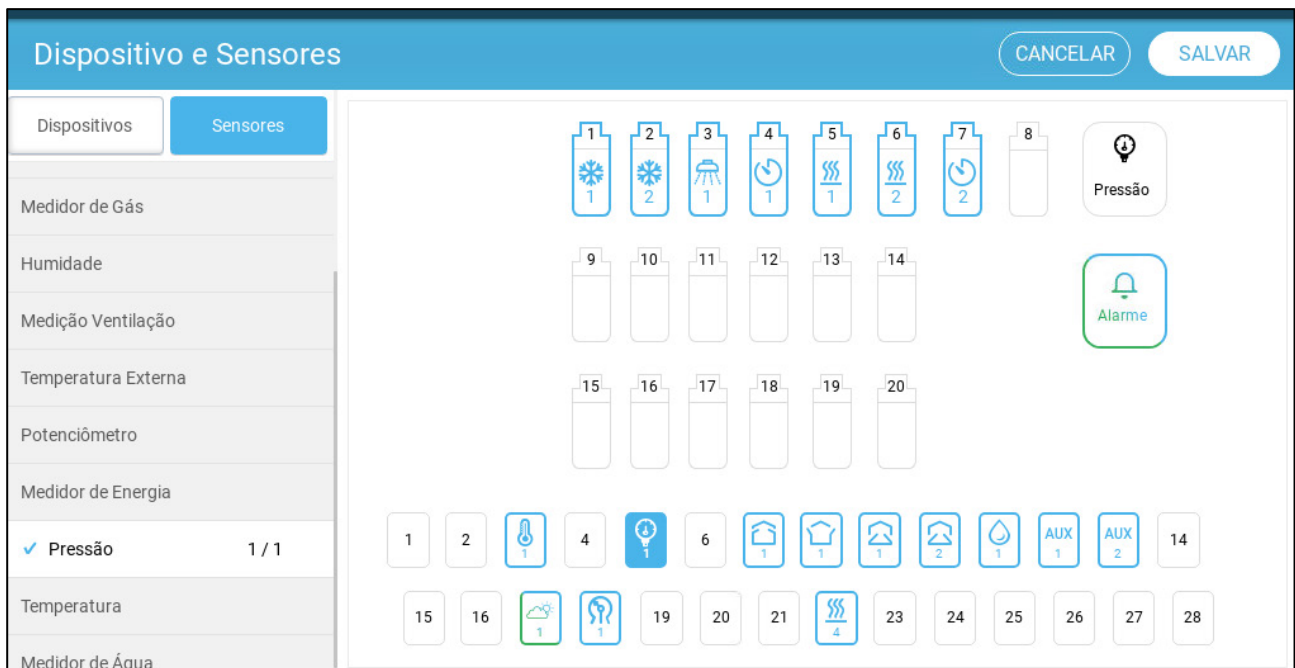 Dispositivo e Sensores CANCELAR SALVAR
Dispositivos Sensores
Medidor de Gás
Humidade
Medição Ventilação
Temperatura Externa
Potenciômetro
Medidor de Energia
Pressão 1 / 1
Temperatura
Medidor de Água
1 2 3 4 5 6 7 8
1 2 1 1 1 2 2
Pressão
9 10 11 12 13 14
Alarme
15 16 17 18 19 20
1 2 1 4 1 6 1 1 1 2 1 AUX 1 AUX 2 14
15 16 1 1 19 20 21 4 23 24 25 26 27 28